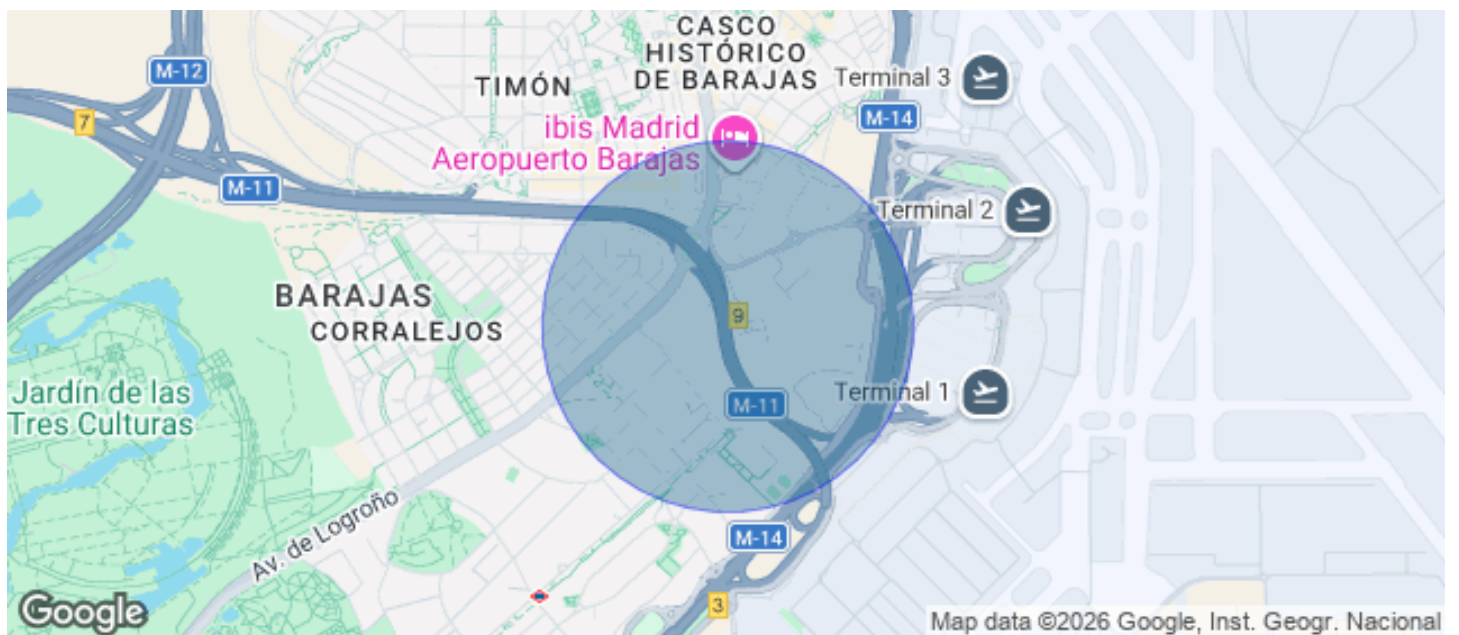 CASCO
HISTÓRICO
DE BARAJAS
Terminal 3
M-12
TIMÓN
7
ibis Madrid
Aeropuerto Barajas
M-14
M-11
Terminal 2
BARAJAS
CORRALEJOS
9
Jardín de las
Tres Culturas
Terminal 1
M-11
Av. de Logroño
M-14
3
Google
Map data ©2026 Google, Inst. Geogr. Nacional